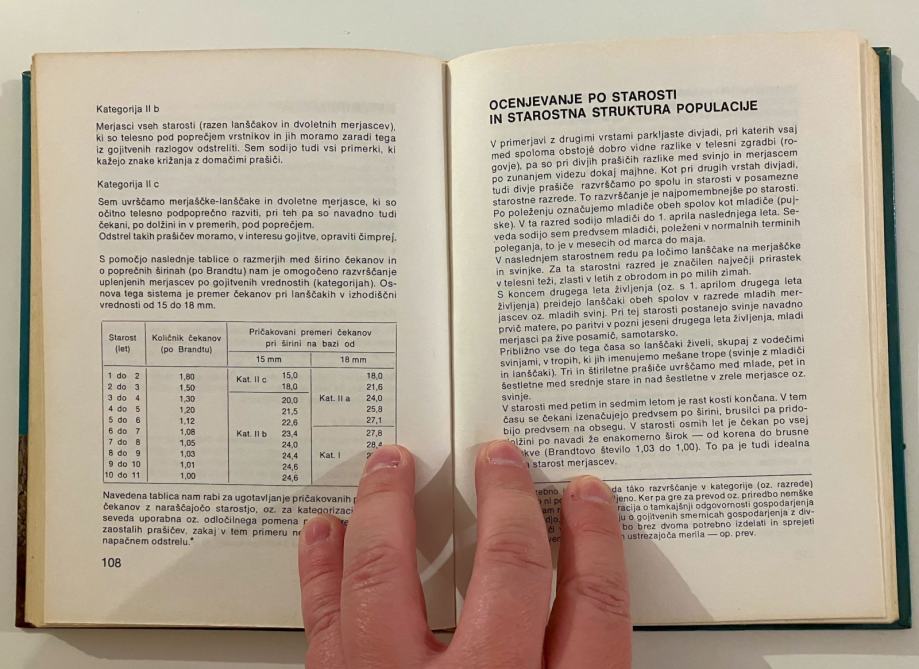 Kategorija II b
Merjasci vseh starosti (razen lanščakov in dvoletnih merjascev),
ki so telesno pod poprečjem vrstnikov in jih moramo zaradi tega
iz gojitvenih razlogov odstreliti. Sem sodijo tudi vsi primerki, ki
kažejo znake križanja z domačimi prašiči.
Kategorija II c
Sem uvrščamo merjaščke-lanščake in dvoletne merjasce, ki so
očitno telesno podpoprečno razviti, pri teh pa so navadno tudi
čekani, po dolžini in v premerih, pod poprečjem.
Odstrel takih prašičev moramo, v interesu gojitve, opraviti čimprej.
S pomočjo naslednje tablice o razmerjih med širino čekanov in
o poprečnih širinah (po Brandtu) nam je omogočeno razvrščanje
uplenjenih merjascev po gojitvenih vrednostih (kategorijah). Os-
nova tega sistema je premer čekanov pri lanščakih v izhodiščni
vrednosti od 15 do 18 mm.
Starost (let) Količnik čekanov (po Brandtu) Pričakovani premeri čekanov pri širini na bazi od
15 mm 18 mm
1 do 2 1,80 Kat. II c 15,0 18,0
2 do 3 1,50 18,0 21,6
3 do 4 1,30 20,0 Kat. II a 24,0
4 do 5 1,20 21,5 25,8
5 do 6 1,12 22,6 27,1
6 do 7 1,08 Kat. II b 23,4 27,8
7 do 8 1,05 24,0 28,4
8 do 9 1,03 24,4 Kat. I
9 do 10 1,01 24,6
10 do 11 1,00 24,6
Navedena tablica nam rabi za ugotavljanje pričakovanih
čekanov z naraščajočo starostjo, oz. za kategorizaci
seveda uporabna oz. odločilnega pomena
zaostalih prašičev, zakaj v tem primeru
napačnem odstrelu.*
108
OCENJEVANJE PO STAROSTI
IN STAROSTNA STRUKTURA POPULACIJE
V primerjavi z drugimi vrstami parkljaste divjadi, pri katerih vsaj
med spoloma obstojé dobro vidne razlike v telesni zgradbi (ro-
govje), pa so pri divjih prašičih razlike med svinjo in merjascem
po zunanjem videzu dokaj majhne. Kot pri drugih vrstah divjadi,
tudi divje prašiče razvrščamo po spolu in starosti v posamezne
starostne razrede. To razvrščanje je najpomembnejše po starosti.
Po poleženju označujemo mladiče obeh spolov kot mladiče (puj-
ske). V ta razred sodijo mladiči do 1. aprila naslednjega leta. Se-
veda sodijo sem predvsem mladiči, poleženi v normalnih terminih
poleganja, to je v mesecih od marca do maja.
V naslednjem starostnem redu pa ločimo lanščake na merjaščke
in svinjke. Za ta starostni razred je značilen največji prirastek
v telesni teži, zlasti v letih z obrodom in po milih zimah.
S koncem drugega leta življenja (oz. s 1. aprilom drugega leta
življenja) preidejo lanščaki obeh spolov v razrede mladih mer-
jascev oz. mladih svinj. Pri tej starosti postanejo svinje navadno
prvič matere, po paritvi v pozni jeseni drugega leta življenja, mladi
merjasci pa žive posamič, samotarsko.
Približno vse do tega časa so lanščaki živeli, skupaj z vodečimi
svinjami, v tropih, ki jih imenujemo mešane trope (svinje z mladiči
in lanščaki). Tri in štiriletne prašiče uvrščamo med mlade, pet in
šestletne med srednje stare in nad šestletne v zrele merjasce oz.
svinje.
V starosti med petim in sedmim letom je rast kosti končana. V tem
času se čekani izenačujejo predvsem po širini, brusilci pa prido-
bijo predvsem na obsegu. V starosti osmih let je čekan po vsej
dolžini po navadi že enakomerno širok — od korena do brusne
(Brandtovo število 1,03 do 1,00). To pa je tudi idealna
starost merjascev.
da táko razvrščanje v kategorije (oz. razrede)
Ker pa gre za prevod oz. priredbo nemške
o tamkajšnji odgovornosti gospodarjenja
o gojitvenih smernicah gospodarjenja z div-
bo brez dvoma potrebno izdelati in sprejeti
ustrezajoča merila — op. prev.